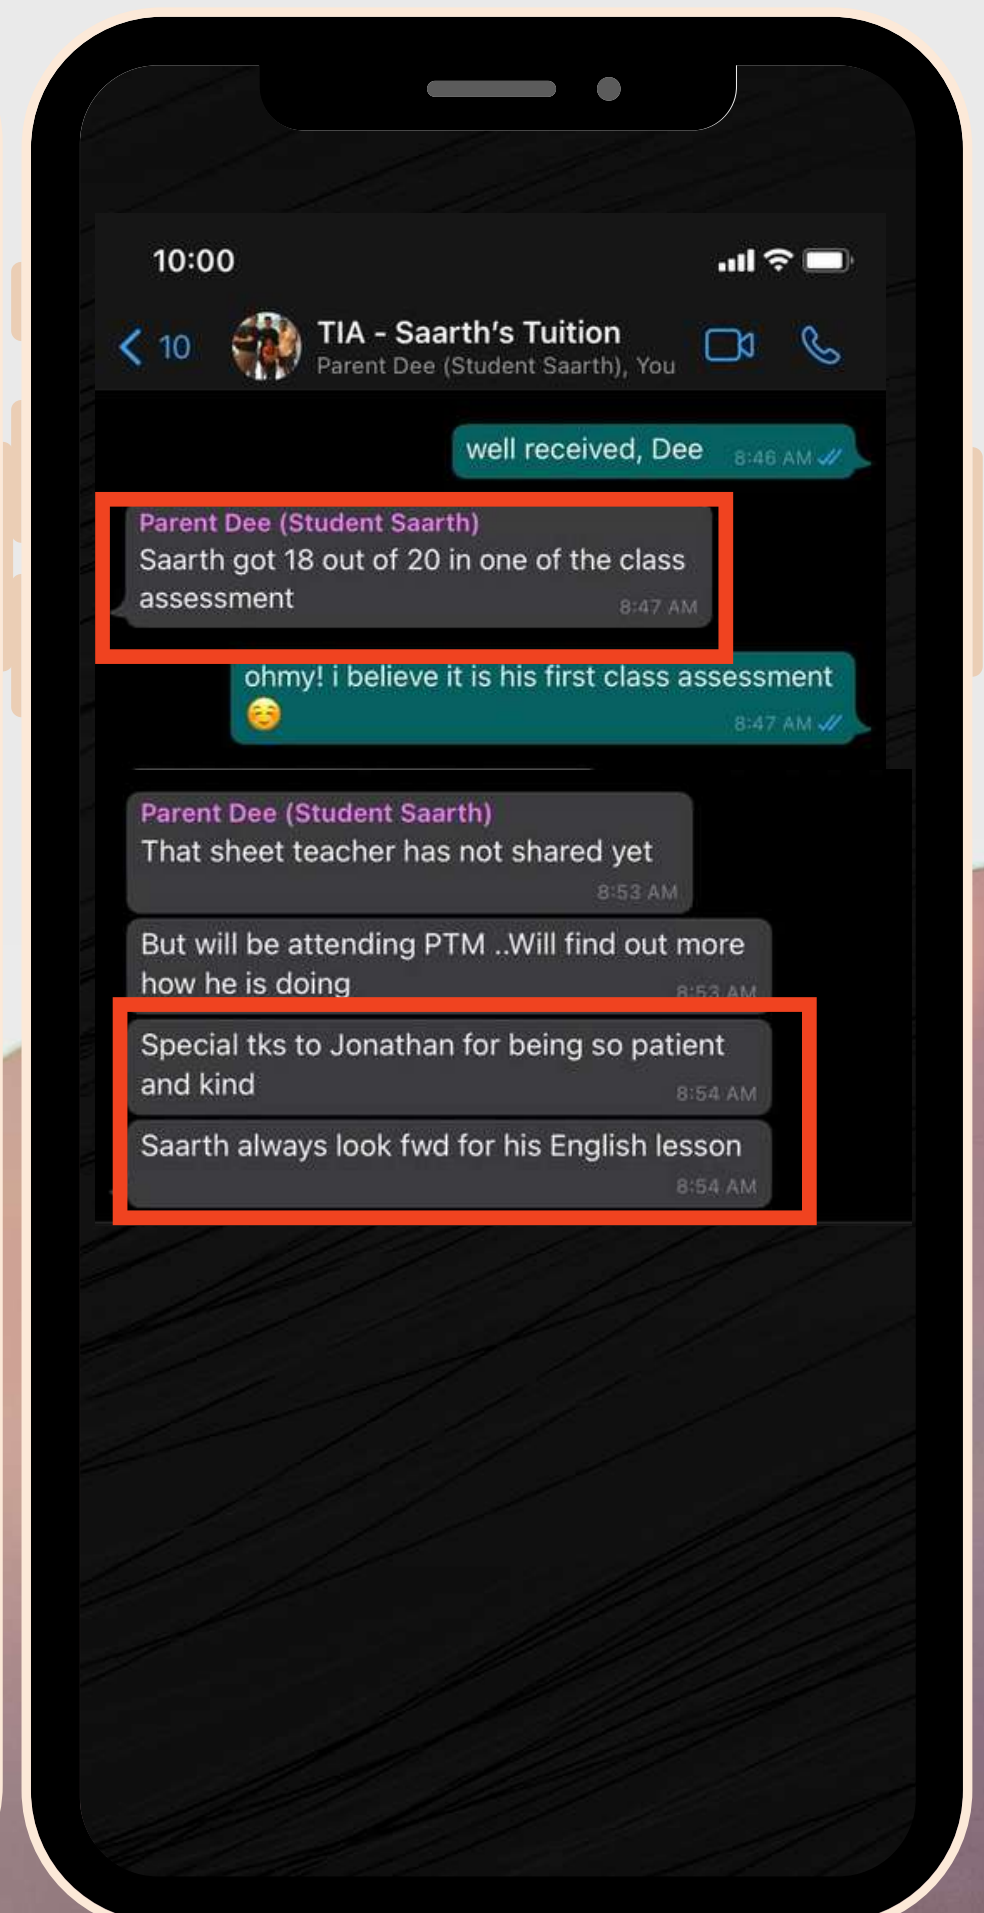 10:00
10
TIA - Saarth's Tuition
Parent Dee (Student Saarth), You
well received, Dee 8:46 AM
Parent Dee (Student Saarth)
Saarth got 18 out of 20 in one of the class
assessment
8:47 AM
ohmy! i believe it is his first class assessment
☺️
8:47 AM
Parent Dee (Student Saarth)
That sheet teacher has not shared yet
8:53 AM
But will be attending PTM ..Will find out more
how he is doing
8:53 AM
Special tks to Jonathan for being so patient
and kind
8:54 AM
Saarth always look fwd for his English lesson
8:54 AM